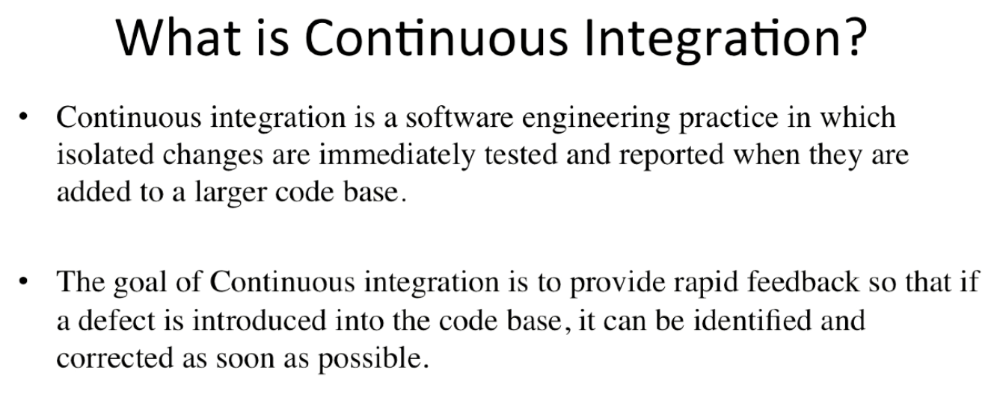 What is Continuous Integration?
• Continuous integration is a software engineering practice in which
isolated changes are immediately tested and reported when they are
added to a larger code base.
• The goal of Continuous integration is to provide rapid feedback so that if
a defect is introduced into the code base, it can be identified and
corrected as soon as possible.